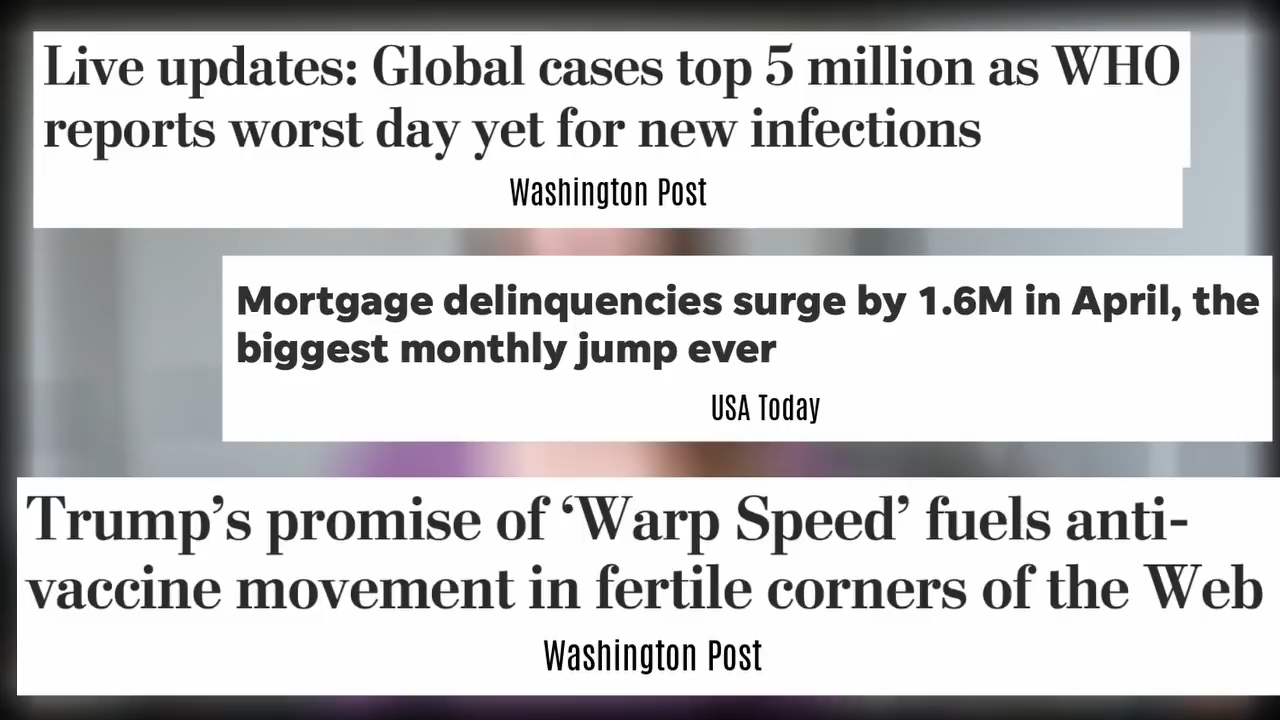 Live updates: Global cases top 5 million as WHO
reports worst day yet for new infections
Washington Post
Mortgage delinquencies surge by 1.6M in April, the
biggest monthly jump ever
USA Today
Trump’s promise of ‘Warp Speed’ fuels anti-
vaccine movement in fertile corners of the Web
Washington Post